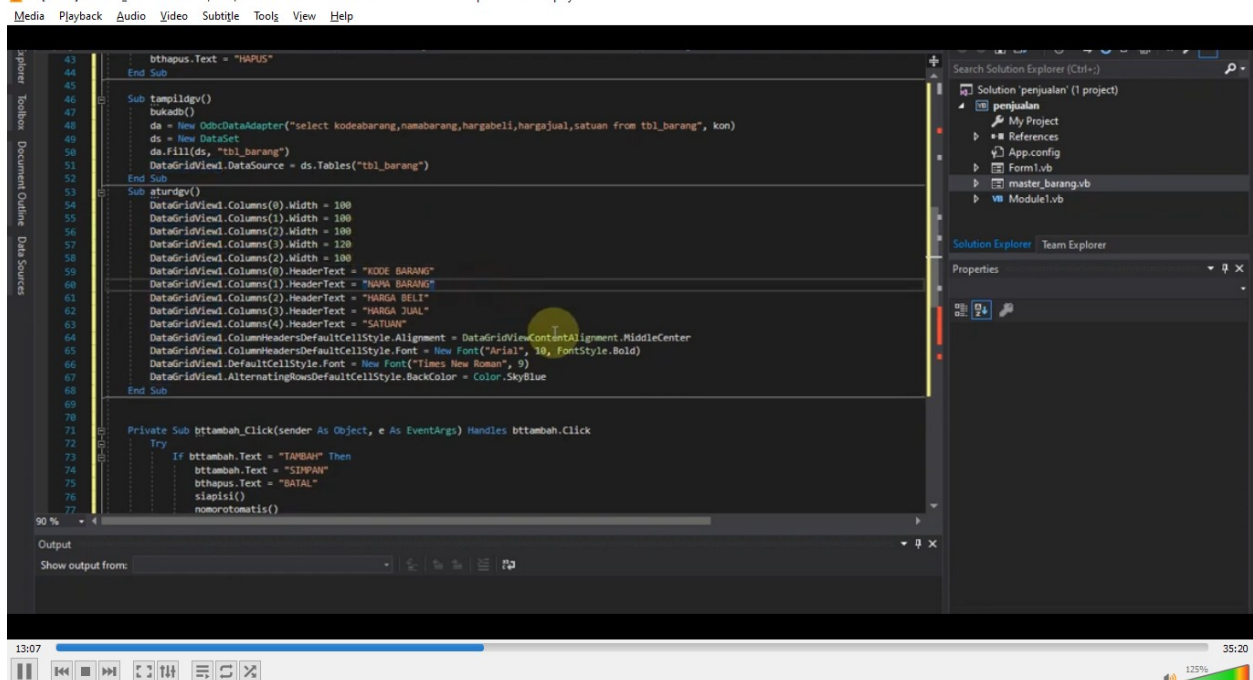 Media Playback Audio Video Subtitle Tools View Help
Explorer
Toolbox
Document Outline
Data Sources
43 bthapus.Text = "HAPUS"
44 End Sub
45
46 Sub tampildgv()
47 bukadb()
48 da = New OdbcDataAdapter("select kodeabarang,namabarang,hargabeli,hargajual,satuan from tbl_barang", kon)
49 ds = New DataSet
50 da.Fill(ds, "tbl_barang")
51 DataGridView1.DataSource = ds.Tables("tbl_barang")
52 End Sub
53 Sub aturdgv()
54 DataGridView1.Columns(0).Width = 100
55 DataGridView1.Columns(1).Width = 100
56 DataGridView1.Columns(2).Width = 100
57 DataGridView1.Columns(3).Width = 120
58 DataGridView1.Columns(2).Width = 100
59 DataGridView1.Columns(0).HeaderText = "KODE BARANG"
60 DataGridView1.Columns(1).HeaderText = "NAMA BARANG"
61 DataGridView1.Columns(2).HeaderText = "HARGA BELI"
62 DataGridView1.Columns(3).HeaderText = "HARGA JUAL"
63 DataGridView1.Columns(4).HeaderText = "SATUAN"
64 DataGridView1.ColumnHeadersDefaultCellStyle.Alignment = DataGridViewContentAlignment.MiddleCenter
65 DataGridView1.ColumnHeadersDefaultCellStyle.Font = New Font("Arial", 10, FontStyle.Bold)
66 DataGridView1.DefaultCellStyle.Font = New Font("Times New Roman", 9)
67 DataGridView1.AlternatingRowsDefaultCellStyle.BackColor = Color.SkyBlue
68 End Sub
69
70
71 Private Sub bttambah_Click(sender As Object, e As EventArgs) Handles bttambah.Click
72 Try
73 If bttambah.Text = "TAMBAH" Then
74 bttambah.Text = "SIMPAN"
75 bthapus.Text = "BATAL"
76 siapisi()
77 nomorotomatis()
90 %
Output
Show output from:
Search Solution Explorer (Ctrl+;)
Solution 'penjualan' (1 project)
VB penjualan
My Project
References
App.config
Form1.vb
master_barang.vb
VB Module1.vb
Solution Explorer Team Explorer
Properties
13:07 35:20
125%